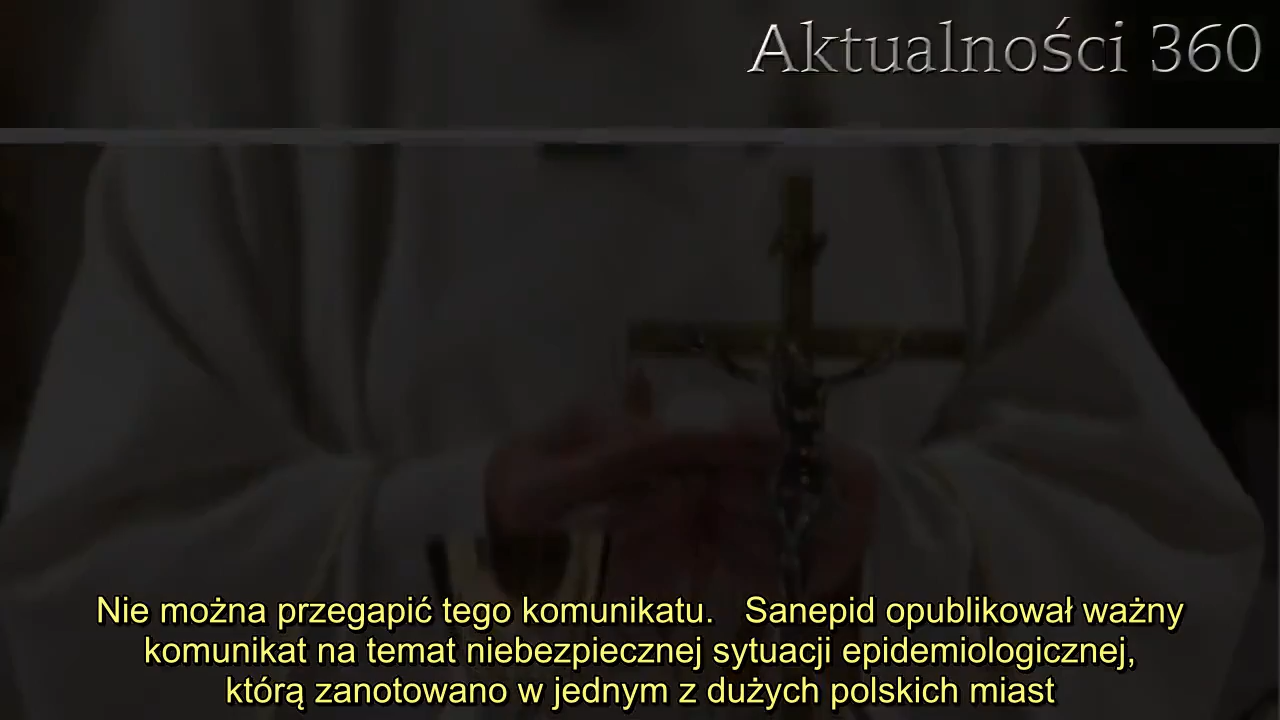 Aktualności 360
Nie można przegapić tego komunikatu. Sanepid opublikował ważny
komunikat na temat niebezpiecznej sytuacji epidemiologicznej,
którą zanotowano w jednym z dużych polskich miast